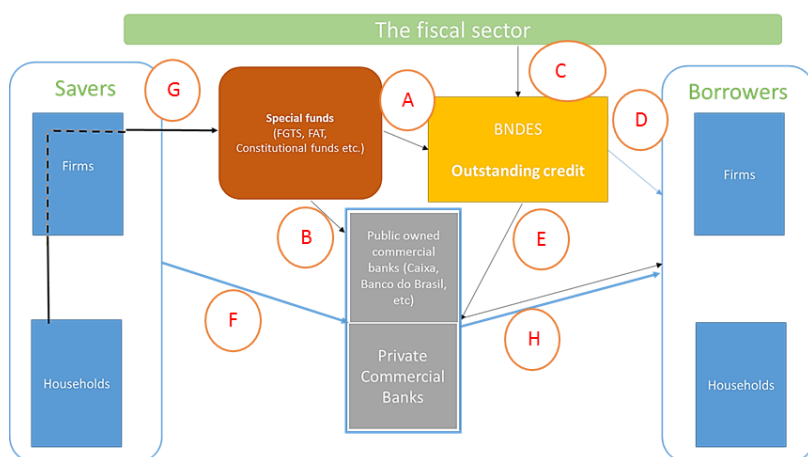 The fiscal sector
Savers
G
C
Borrowers
A
D
Special funds
(FGTS, FAT,
Constitutional funds etc.)
BNDES
Outstanding credit
Firms
Firms
B
Public owned
commercial
banks (Caixa,
Banco do Brasil,
etc)
E
F
H
Private
Commercial
Banks
Households
Households